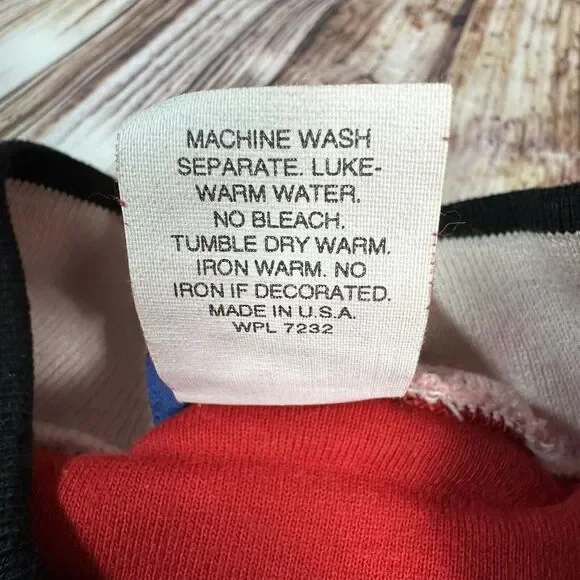 MACHINE WASH
SEPARATE. LUKE-
WARM WATER.
NO BLEACH.
TUMBLE DRY WARM.
IRON WARM. NO
IRON IF DECORATED.
MADE IN U.S.A.
WPL 7232